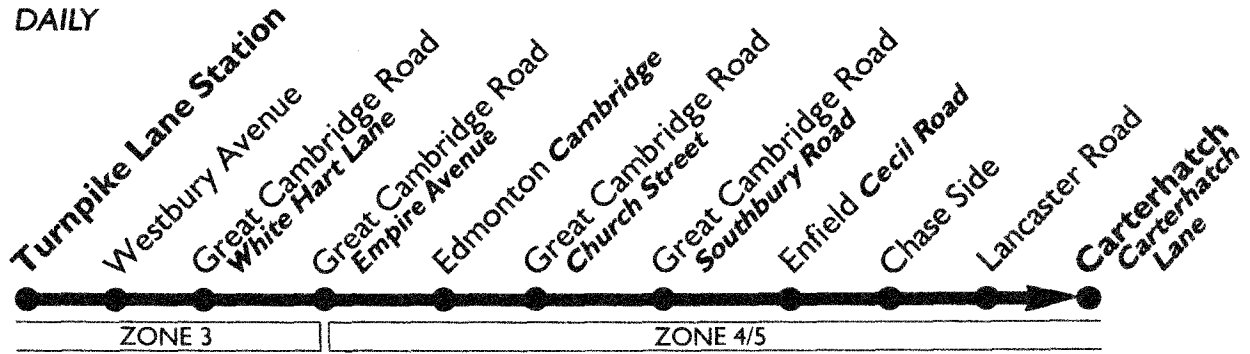 DAILY
Turnpike Lane Station
Westbury Avenue
Great Cambridge Road
White Hart Lane
Great Cambridge Road
Empire Avenue
Edmonton Cambridge
Great Cambridge Road
Church Street
Great Cambridge Road
Southbury Road
Enfield Cecil Road
Chase Side
Lancaster Road
Carterhatch
Carterhatch
Lane
ZONE 3
ZONE 4/5